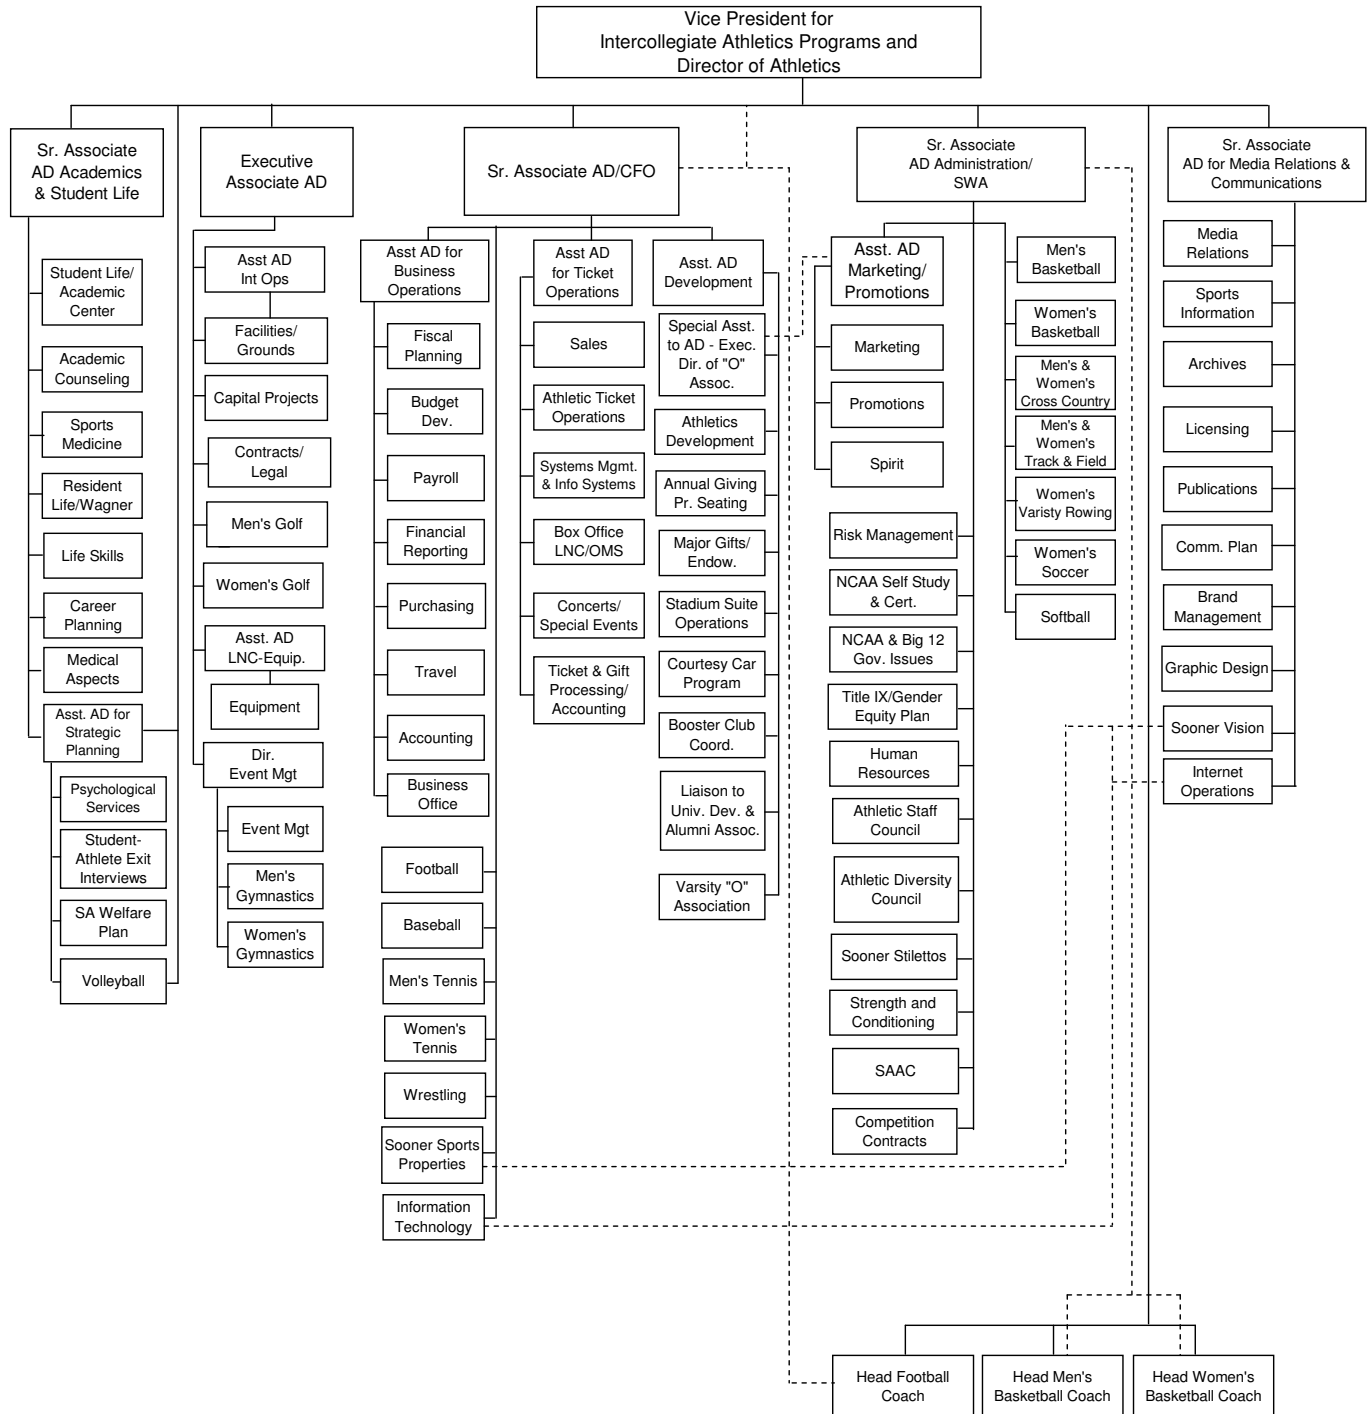 Vice President for
Intercollegiate Athletics Programs and
Director of Athletics
Sr. Associate
AD Academics
& Student Life
Student Life/
Academic
Center
Academic
Counseling
Sports
Medicine
Resident
Life/Wagner
Life Skills
Career
Planning
Medical
Aspects
Asst. AD for
Strategic
Planning
Psychological
Services
Student-
Athlete Exit
Interviews
SA Welfare
Plan
Volleyball
Executive
Associate AD
Asst AD
Int Ops
Facilities/
Grounds
Capital Projects
Contracts/
Legal
Men's Golf
Women's Golf
Asst. AD
LNC-Equip.
Equipment
Dir.
Event Mgt
Event Mgt
Men's
Gymnastics
Women's
Gymnastics
Sr. Associate AD/CFO
Asst AD for
Business
Operations
Fiscal
Planning
Budget
Dev.
Payroll
Financial
Reporting
Purchasing
Travel
Accounting
Business
Office
Football
Baseball
Men's Tennis
Women's
Tennis
Wrestling
Sooner Sports
Properties
Information
Technology
Asst AD
for Ticket
Operations
Sales
Athletic Ticket
Operations
Systems Mgmt.
& Info Systems
Box Office
LNC/OMS
Concerts/
Special Events
Ticket & Gift
Processing/
Accounting
Asst. AD
Development
Special Asst.
to AD - Exec.
Dir. of "O"
Assoc.
Athletics
Development
Annual Giving
Pr. Seating
Major Gifts/
Endow.
Stadium Suite
Operations
Courtesy Car
Program
Booster Club
Coord.
Liaison to
Univ. Dev. &
Alumni Assoc.
Varsity "O"
Association
Sr. Associate
AD Administration/
SWA
Asst. AD
Marketing/
Promotions
Marketing
Promotions
Spirit
Risk Management
NCAA Self Study
& Cert.
NCAA & Big 12
Gov. Issues
Title IX/Gender
Equity Plan
Human
Resources
Athletic Staff
Council
Athletic Diversity
Council
Sooner Stilettos
Strength and
Conditioning
SAAC
Competition
Contracts
Men's
Basketball
Women's
Basketball
Men's &
Women's
Cross Country
Men's &
Women's
Track & Field
Women's
Varisty Rowing
Women's
Soccer
Softball
Sr. Associate
AD for Media Relations &
Communications
Media
Relations
Sports
Information
Archives
Licensing
Publications
Comm. Plan
Brand
Management
Graphic Design
Sooner Vision
Internet
Operations
Head Football
Coach
Head Men's
Basketball Coach
Head Women's
Basketball Coach